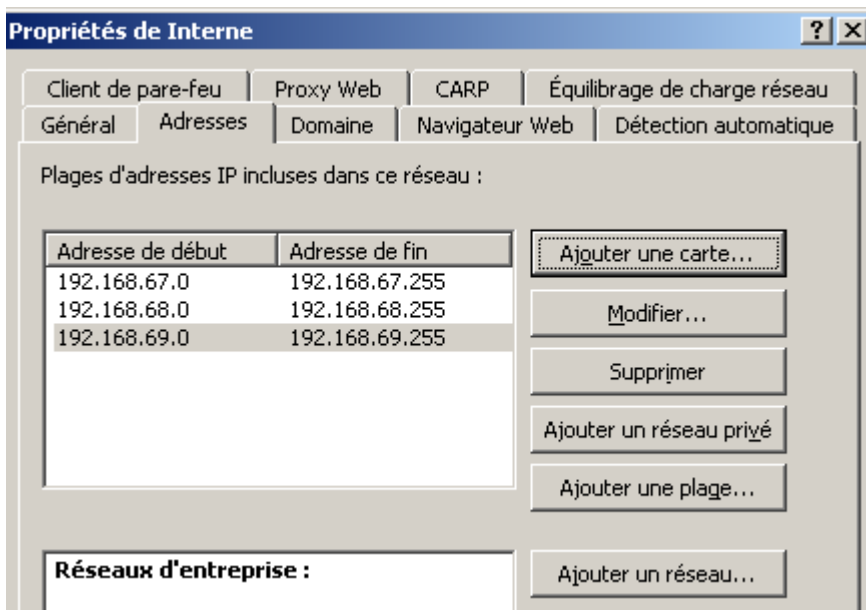 Propriétés de Interne
Client de pare-feu Proxy Web CARP Équilibrage de charge réseau
Général Adresses Domaine Navigateur Web Détection automatique
Plages d'adresses IP incluses dans ce réseau :
Adresse de début Adresse de fin
192.168.67.0 192.168.67.255
192.168.68.0 192.168.68.255
192.168.69.0 192.168.69.255
Ajouter une carte...
Modifier...
Supprimer
Ajouter un réseau privé
Ajouter une plage...
Réseaux d'entreprise :
Ajouter un réseau...